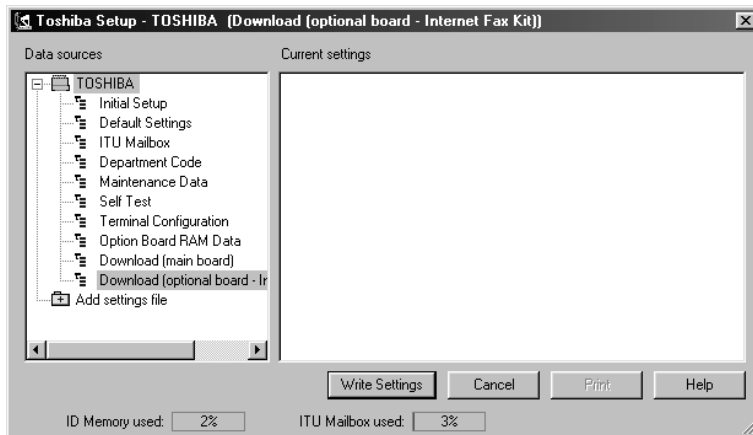 Toshiba Setup - TOSHIBA (Download (optional board - Internet Fax Kit))
Data sources
Current settings
TOSHIBA
Initial Setup
Default Settings
ITU Mailbox
Department Code
Maintenance Data
Self Test
Terminal Configuration
Option Board RAM Data
Download (main board)
Download (optional board - In
Add settings file
Write Settings
Cancel
Print
Help
ID Memory used: 2%
ITU Mailbox used: 3%